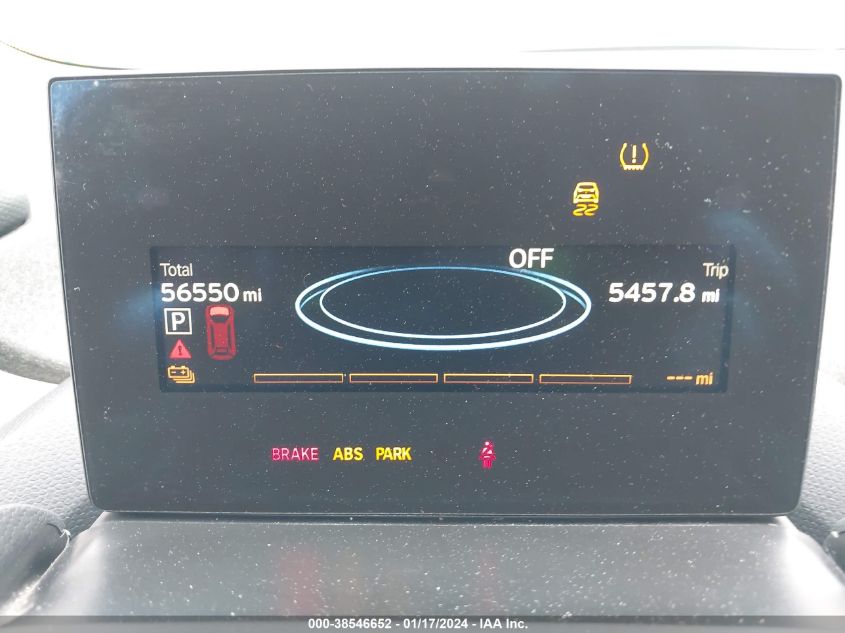 OFF
Total
Trip
56550 mi
5457.8 mi
P
--- mi
BRAKE ABS PARK
000-38546652 - 01/17/2024 - IAA Inc.